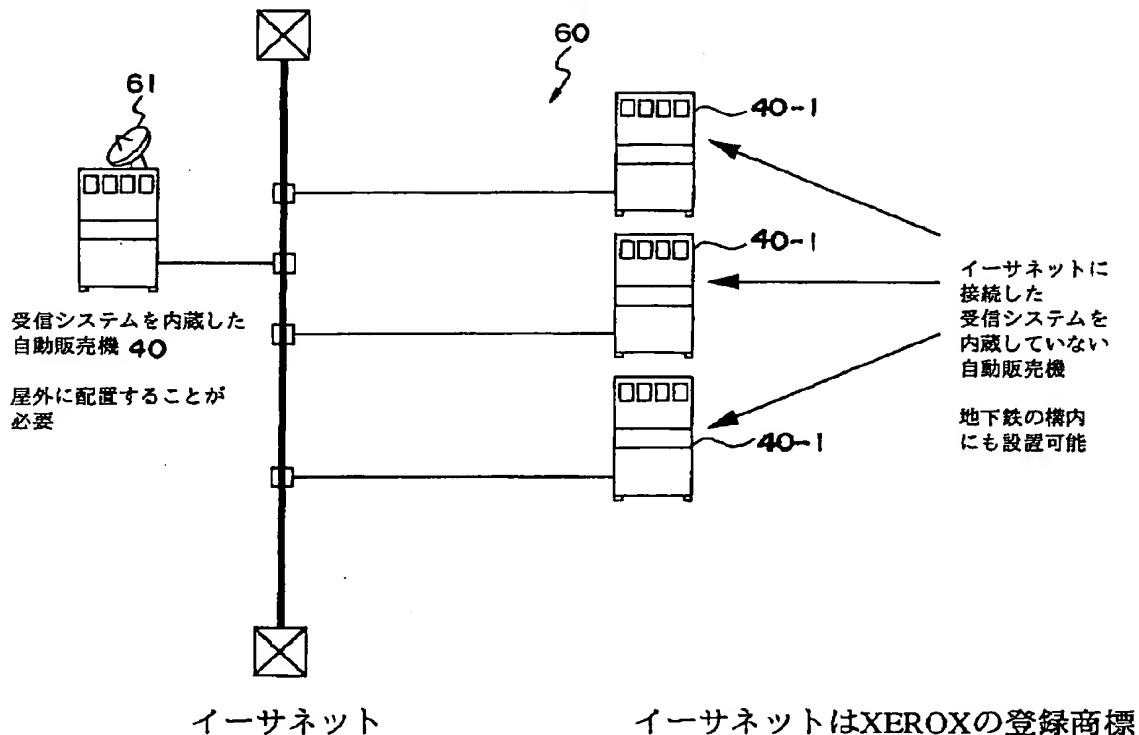 60
61
40-1
40-1
40-1
受信システムを内蔵した
自動販売機 40
屋外に配置することが
必要
イーサネットに
接続した
受信システムを
内蔵していない
自動販売機
地下鉄の構内
にも設置可能
イーサネット
イーサネットはXEROXの登録商標